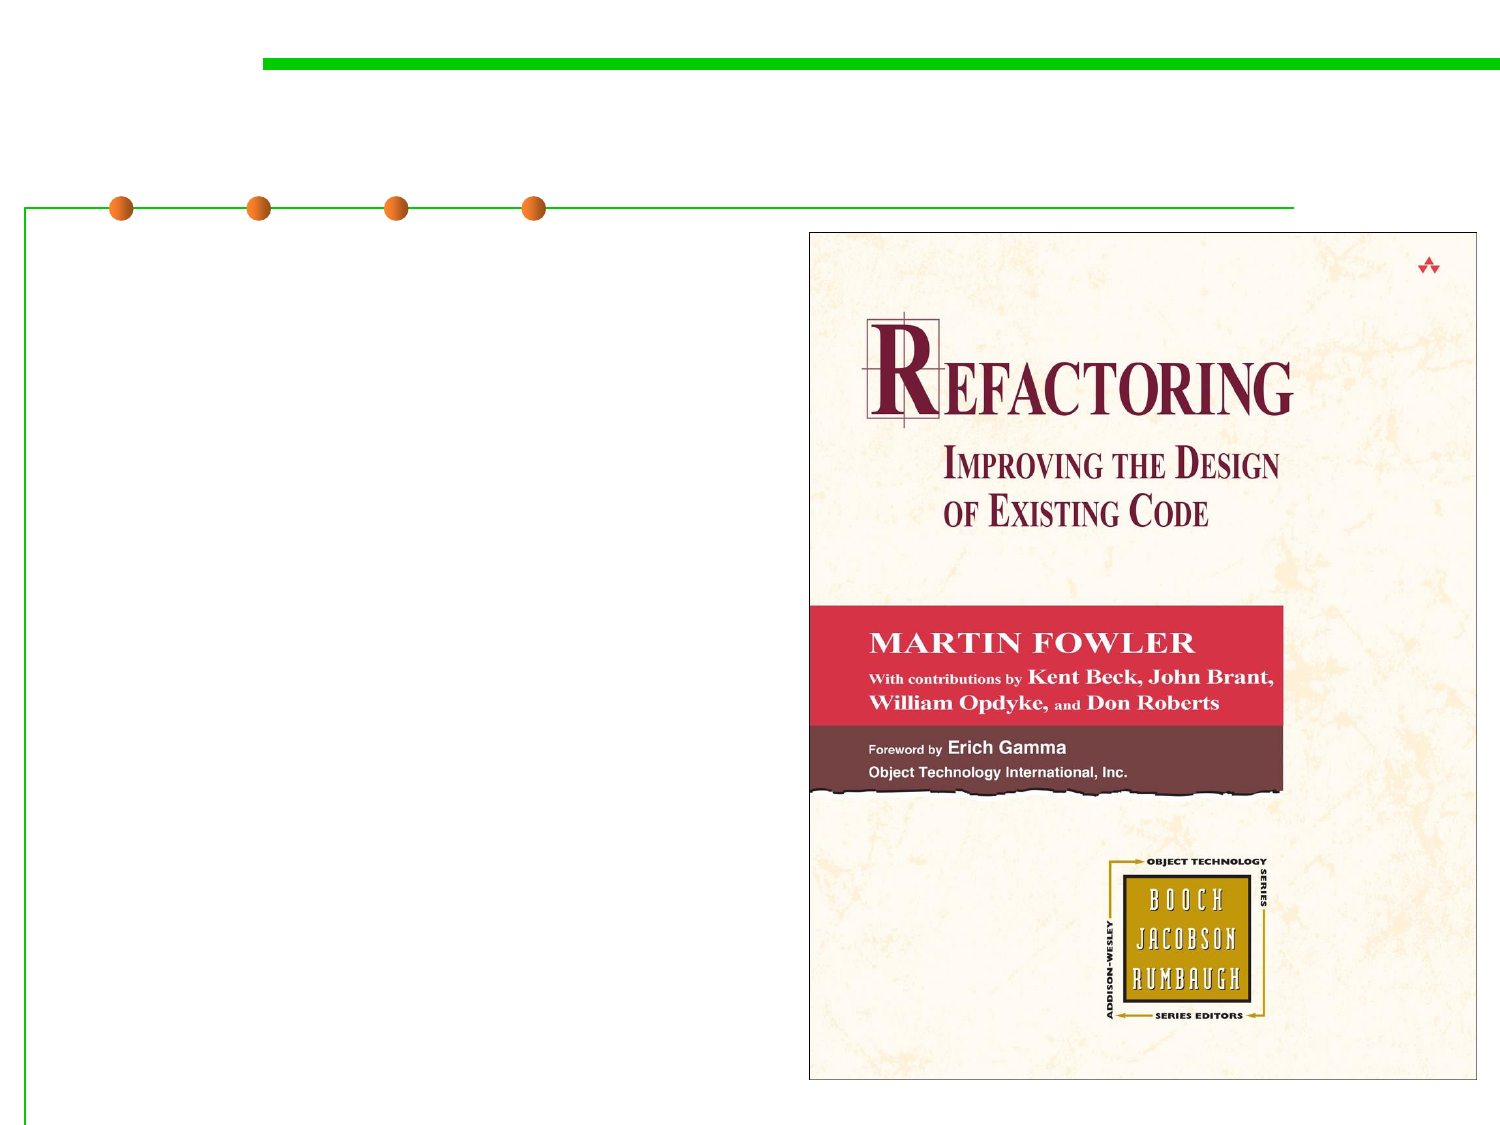 REFACTORING
IMPROVING THE DESIGN
OF EXISTING CODE
MARTIN FOWLER
With contributions by Kent Beck, John Brant,
William Opdyke, and Don Roberts
Foreword by Erich Gamma
Object Technology International, Inc.
OBJECT TECHNOLOGY
SERIES
BOOCH
JACOBSON
RUMBAUGH
ADDISON-WESLEY
SERIES EDITORS